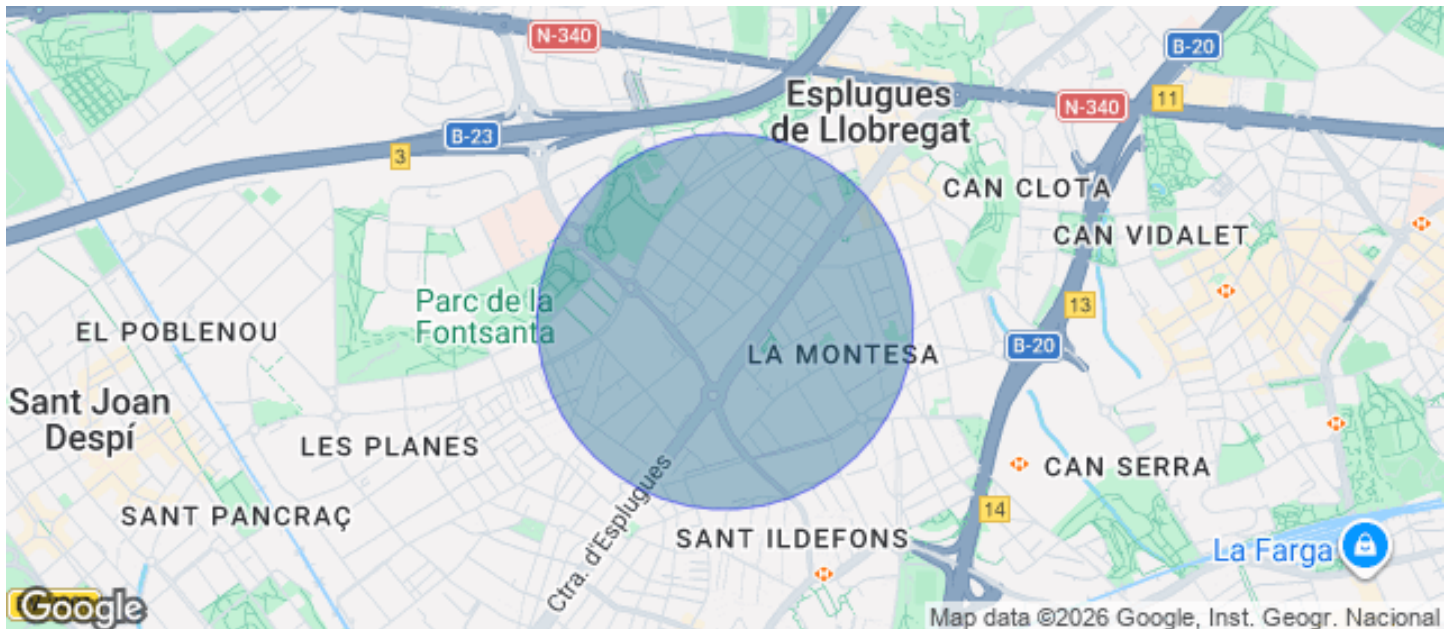 N-340
B-20
Esplugues
de Llobregat
N-340
11
B-23
3
CAN CLOTA
CAN VIDALET
Parc de la
Fontsanta
13
EL POBLENOU
B-20
LA MONTESA
Sant Joan
Despí
LES PLANES
CAN SERRA
Ctra. d'Esplugues
14
SANT PANCRAÇ
SANT ILDEFONS
La Farga
Google
Map data ©2026 Google, Inst. Geogr. Nacional